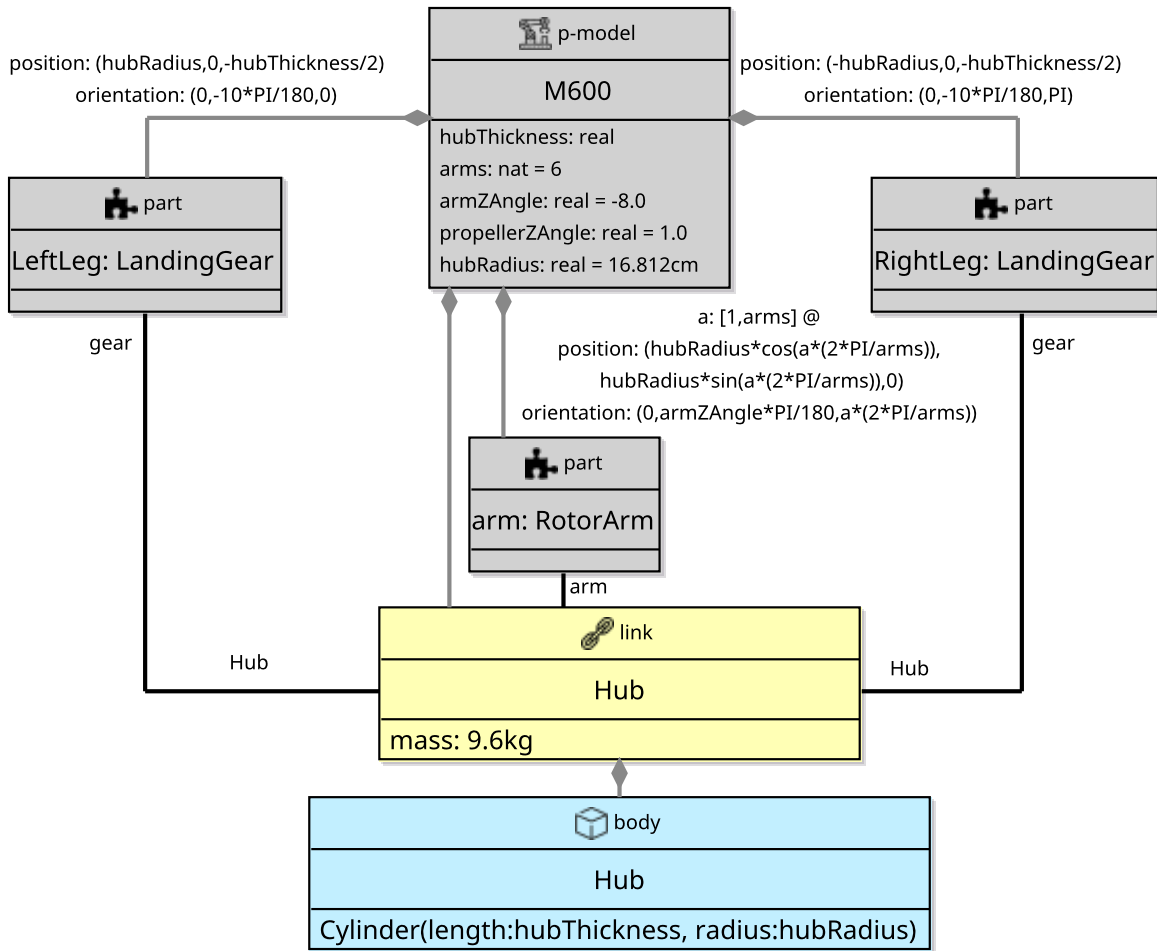 p-model
M600
hubThickness: real
arms: nat = 6
armZAngle: real = -8.0
propellerZAngle: real = 1.0
hubRadius: real = 16.812cm
position: (hubRadius,0,-hubThickness/2)
orientation: (0,-10*PI/180,0)
position: (-hubRadius,0,-hubThickness/2)
orientation: (0,-10*PI/180,PI)
part
LeftLeg: LandingGear
part
RightLeg: LandingGear
gear
gear
a: [1,arms] @
position: (hubRadius*cos(a*(2*PI/arms)),
hubRadius*sin(a*(2*PI/arms)),0)
orientation: (0,armZAngle*PI/180,a*(2*PI/arms))
part
arm: RotorArm
arm
Hub
Hub
link
Hub
mass: 9.6kg
body
Hub
Cylinder(length:hubThickness, radius:hubRadius)